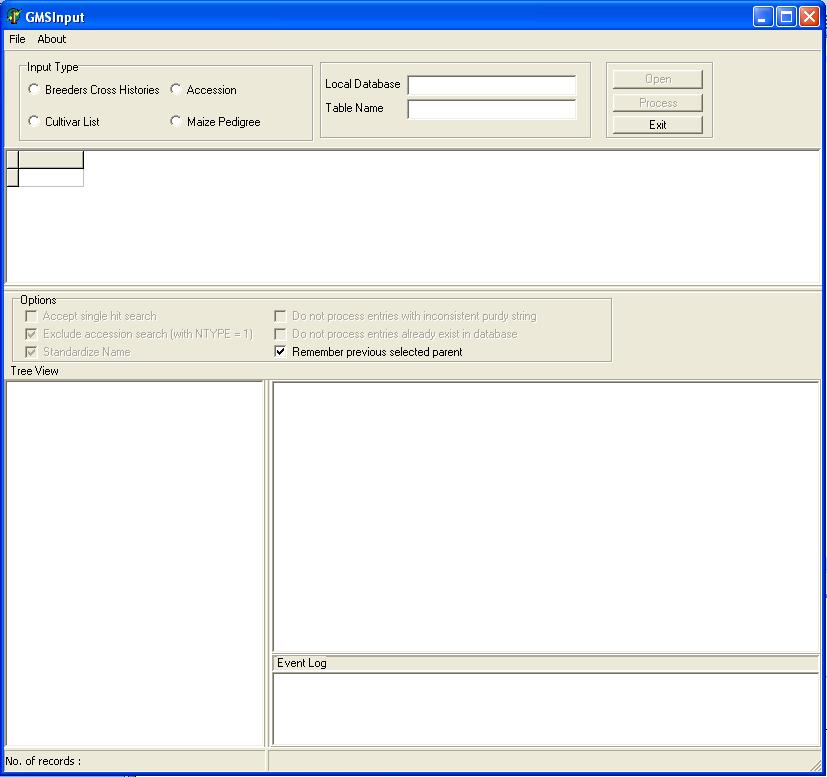 GMSInput
File About
Input Type
Breeders Cross Histories Accession
Cultivar List Maize Pedigree
Local Database
Table Name
Open
Process
Exit
Options
Accept single hit search
Exclude accession search (with NTYPE = 1)
Standardize Name
Do not process entries with inconsistent purdy string
Do not process entries already exist in database
Remember previous selected parent
Tree View
Event Log
No. of records :